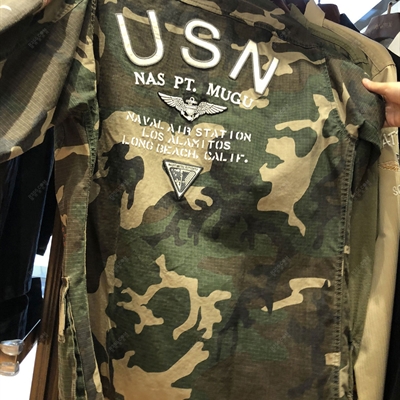 USN
NAS PT. MUGU
NAVAL AIR STATION
LOS ALAMITOS
LONG BEACH, CALIF.